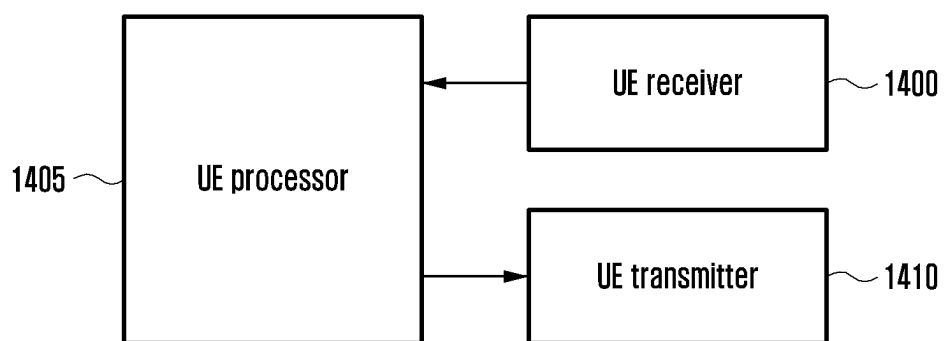 UE receiver
1400
1405
UE processor
UE transmitter
1410